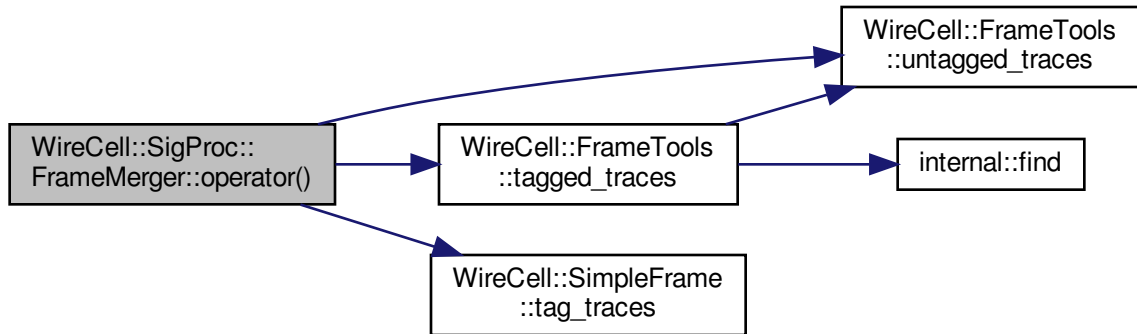 WireCell::FrameTools
::untagged_traces
WireCell::SigProc::
FrameMerger::operator()
WireCell::FrameTools
::tagged_traces
internal::find
WireCell::SimpleFrame
::tag_traces